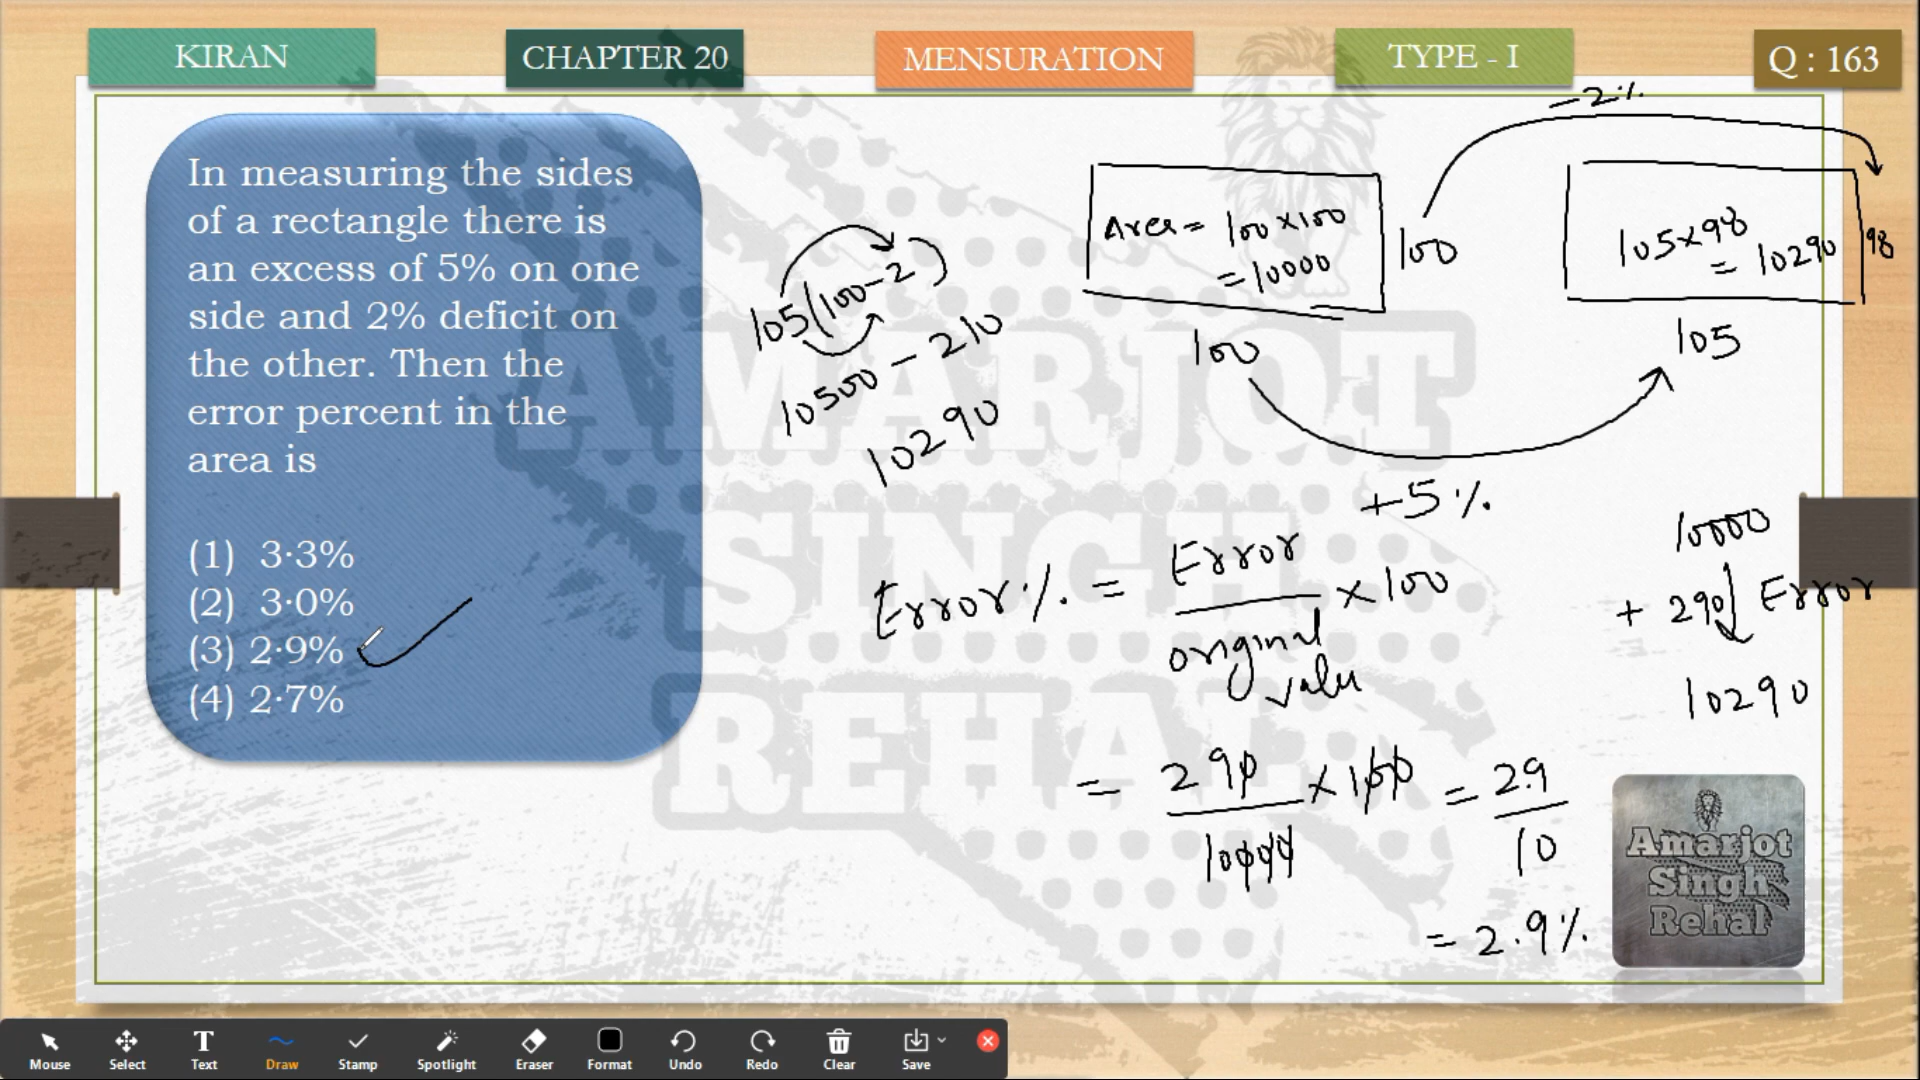 KIRAN
CHAPTER 20
MENSURATION
TYPE - I
Q : 163
In measuring the sides
of a rectangle there is
an excess of 5% on one
side and 2% deficit on
the other. Then the
error percent in the
area is
(1) 3·3%
(2) 3·0%
(3) 2·9%
(4) 2·7%
105(100-2)
10500 - 210
10290
Area = 100×100
= 10000
100
100
-2%
105×98
= 10290
98
105
+5%
Error% = Error / original value × 100
10000
+ 290 Error
10290
= 290 / 10000 × 100 = 29 / 10
= 2.9%
AMARJOT
SINGH
REHAL
Amarjot
Singh
Rehal
Mouse
Select
Text
Draw
Stamp
Spotlight
Eraser
Format
Undo
Redo
Clear
Save